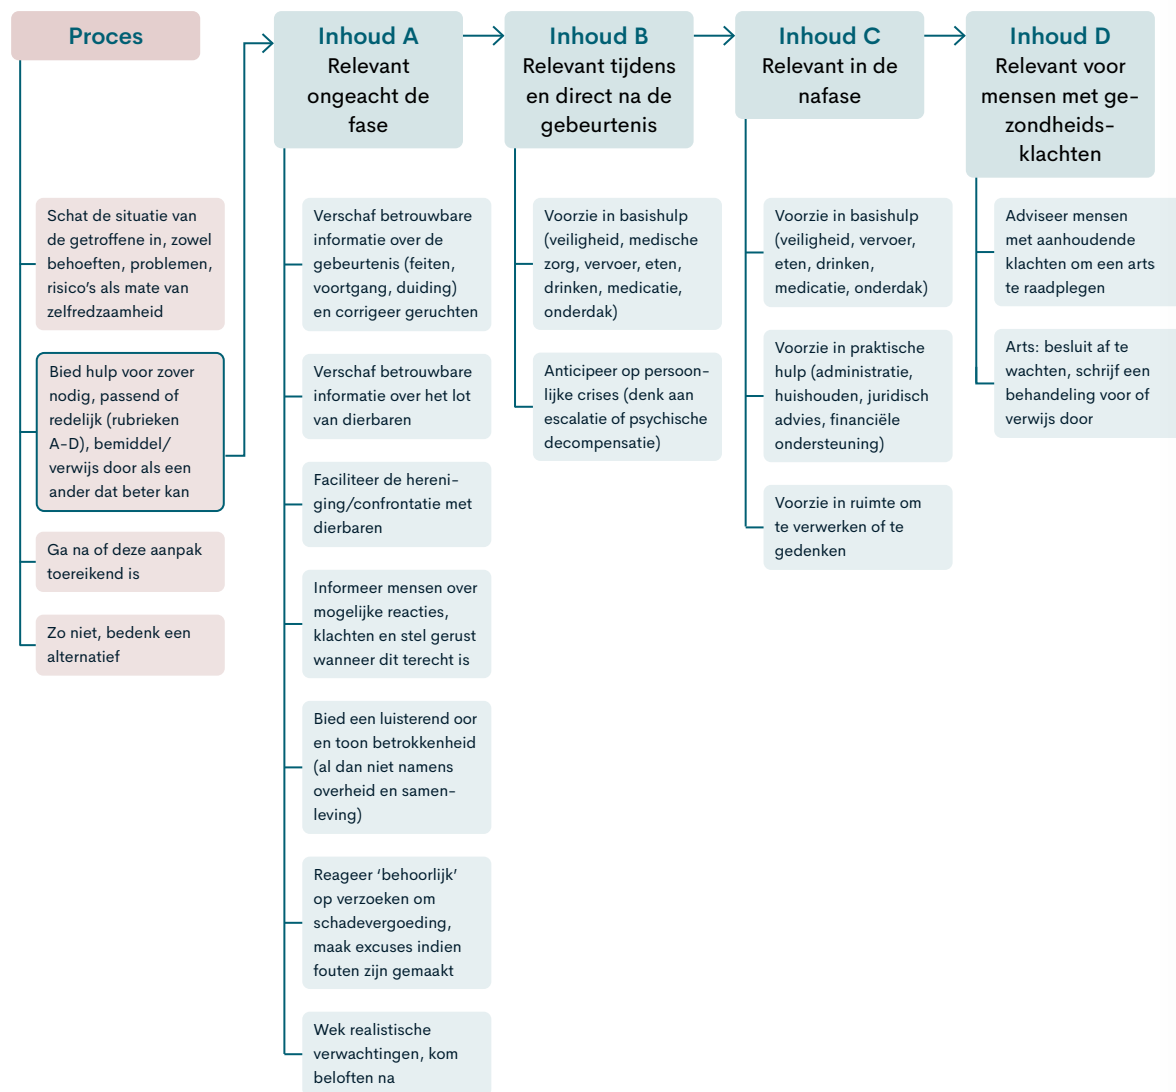 Proces
Schat de situatie van
de getroffene in, zowel
behoeften, problemen,
risico’s als mate van
zelfredzaamheid
Bied hulp voor zover
nodig, passend of
redelijk (rubrieken
A-D), bemiddel/
verwijs door als een
ander dat beter kan
Ga na of deze aanpak
toereikend is
Zo niet, bedenk een
alternatief
Inhoud A
Relevant
ongeacht de
fase
Verschaf betrouwbare
informatie over de
gebeurtenis (feiten,
voortgang, duiding)
en corrigeer geruchten
Verschaf betrouwbare
informatie over het lot
van dierbaren
Faciliteer de hereni-
ging/confrontatie met
dierbaren
Informeer mensen over
mogelijke reacties,
klachten en stel gerust
wanneer dit terecht is
Bied een luisterend oor
en toon betrokkenheid
(al dan niet namens
overheid en samen-
leving)
Reageer ‘behoorlijk’
op verzoeken om
schadevergoeding,
maak excuses indien
fouten zijn gemaakt
Wek realistische
verwachtingen, kom
beloften na
Inhoud B
Relevant tijdens
en direct na de
gebeurtenis
Voorzie in basishulp
(veiligheid, medische
zorg, vervoer, eten,
drinken, medicatie,
onderdak)
Anticipeer op persoon-
lijke crises (denk aan
escalatie of psychische
decompensatie)
Inhoud C
Relevant in de
nafase
Voorzie in basishulp
(veiligheid, vervoer,
eten, drinken,
medicatie, onderdak)
Voorzie in praktische
hulp (administratie,
huishouden, juridisch
advies, financiële
ondersteuning)
Voorzie in ruimte om
te verwerken of te
gedenken
Inhoud D
Relevant voor
mensen met ge-
zondheids-
klachten
Adviseer mensen
met aanhoudende
klachten om een arts
te raadplegen
Arts: besluit af te
wachten, schrijf een
behandeling voor of
verwijs door